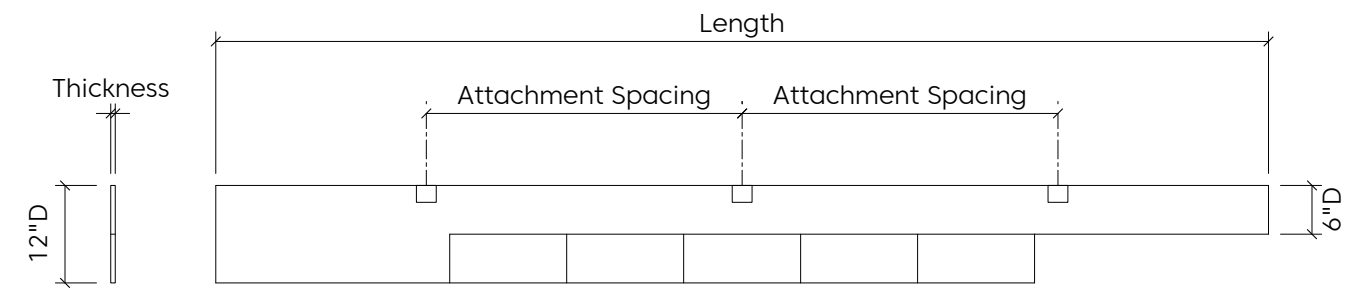 Length
Thickness
Attachment Spacing
Attachment Spacing
12"D
6"D